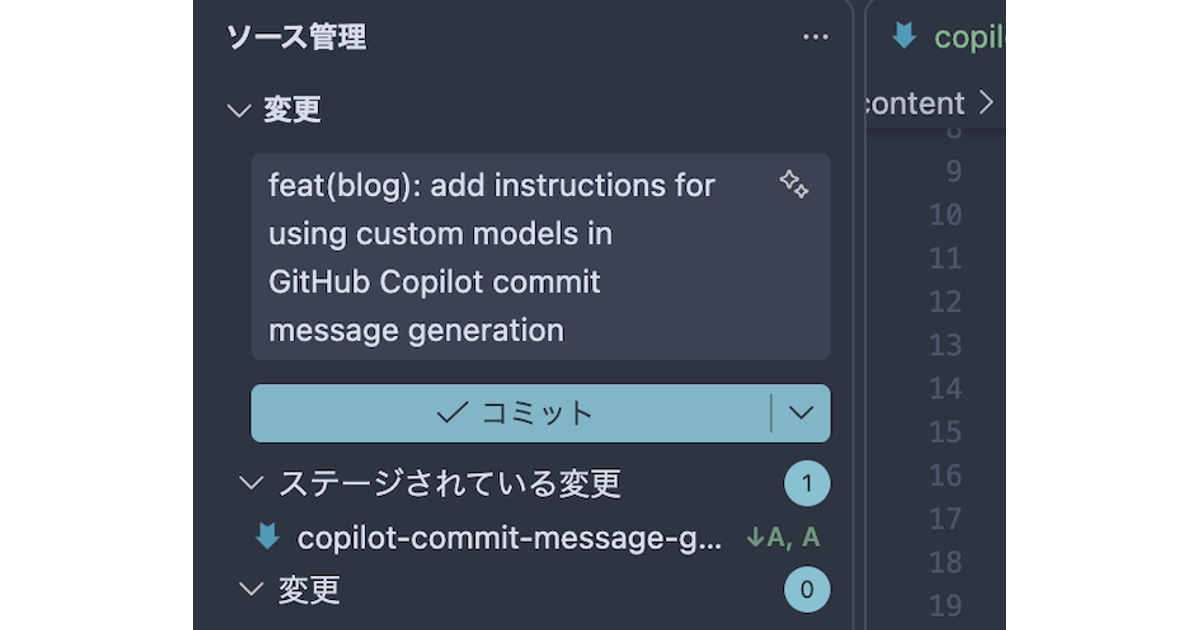 ソース管理
変更
feat(blog): add instructions for
using custom models in
GitHub Copilot commit
message generation
コミット
ステージされている変更 1
copilot-commit-message-g... ↓A, A
変更 0
copil
content
8
9
10
11
12
13
14
15
16
17
18
19